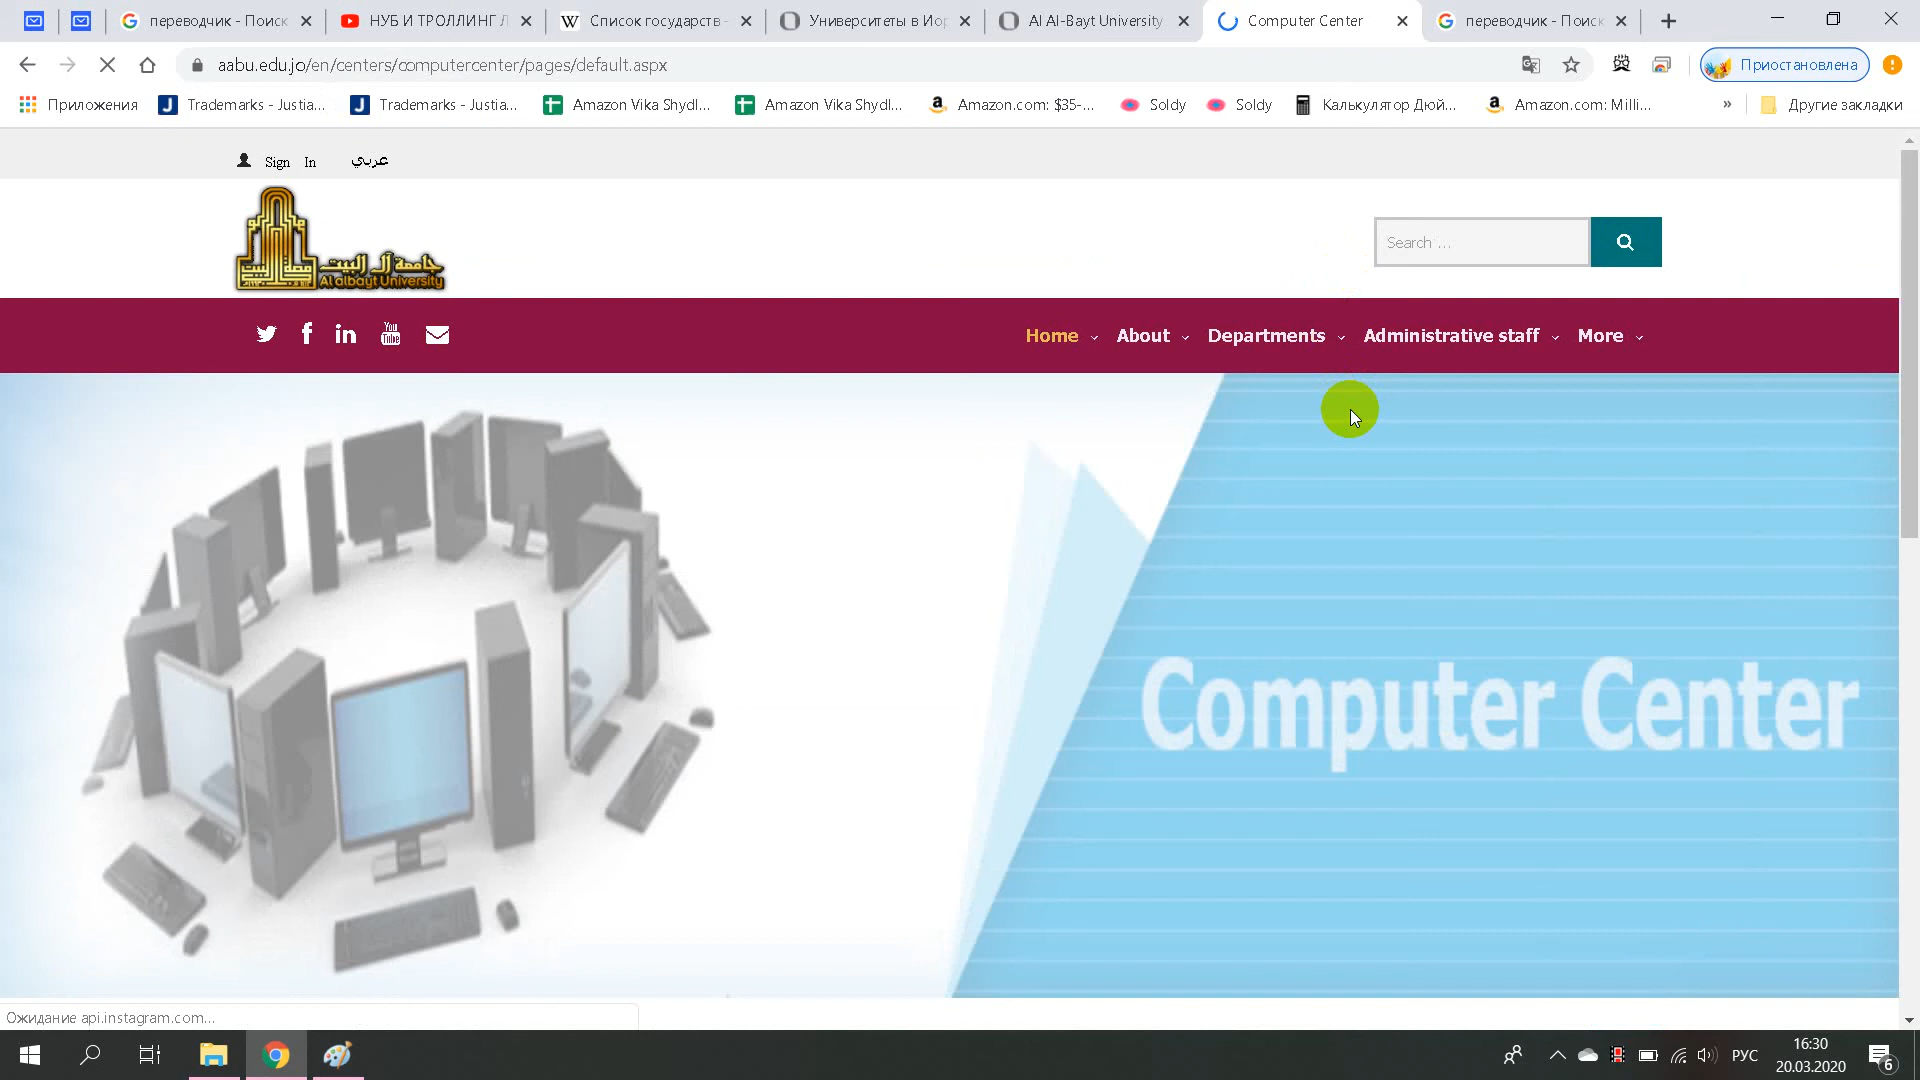 переводчик - Поиск
НУБ И ТРОЛЛИНГ Л
Список государств -
Университеты в Иор
Al Al-Bayt University
Computer Center
переводчик - Поиск
aabu.edu.jo/en/centers/computercenter/pages/default.aspx
Приостановлена
Приложения
Trademarks - Justia...
Trademarks - Justia...
Amazon Vika Shydl...
Amazon Vika Shydl...
Amazon.com: $35-...
Soldy
Soldy
Калькулятор Дюй...
Amazon.com: Milli...
»
Другие закладки
Sign In
عربي
جامعة آل البيت
Al albayt University
Search ...
Home
About
Departments
Administrative staff
More
Computer Center
Ожидание api.instagram.com...
РУС
16:30
20.03.2020
6